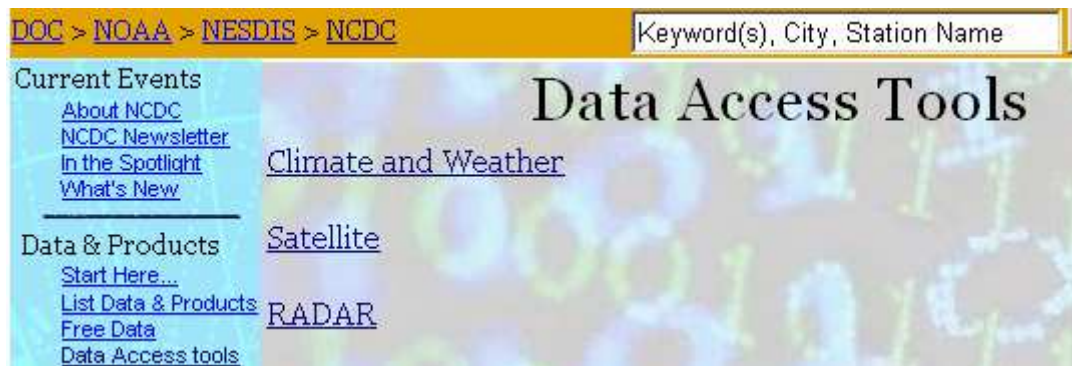 DOC > NOAA > NESDIS > NCDC
Keyword(s), City, Station Name
Current Events
About NCDC
NCDC Newsletter
In the Spotlight
What's New
Data & Products
Start Here...
List Data & Products
Free Data
Data Access tools
Data Access Tools
Climate and Weather
Satellite
RADAR